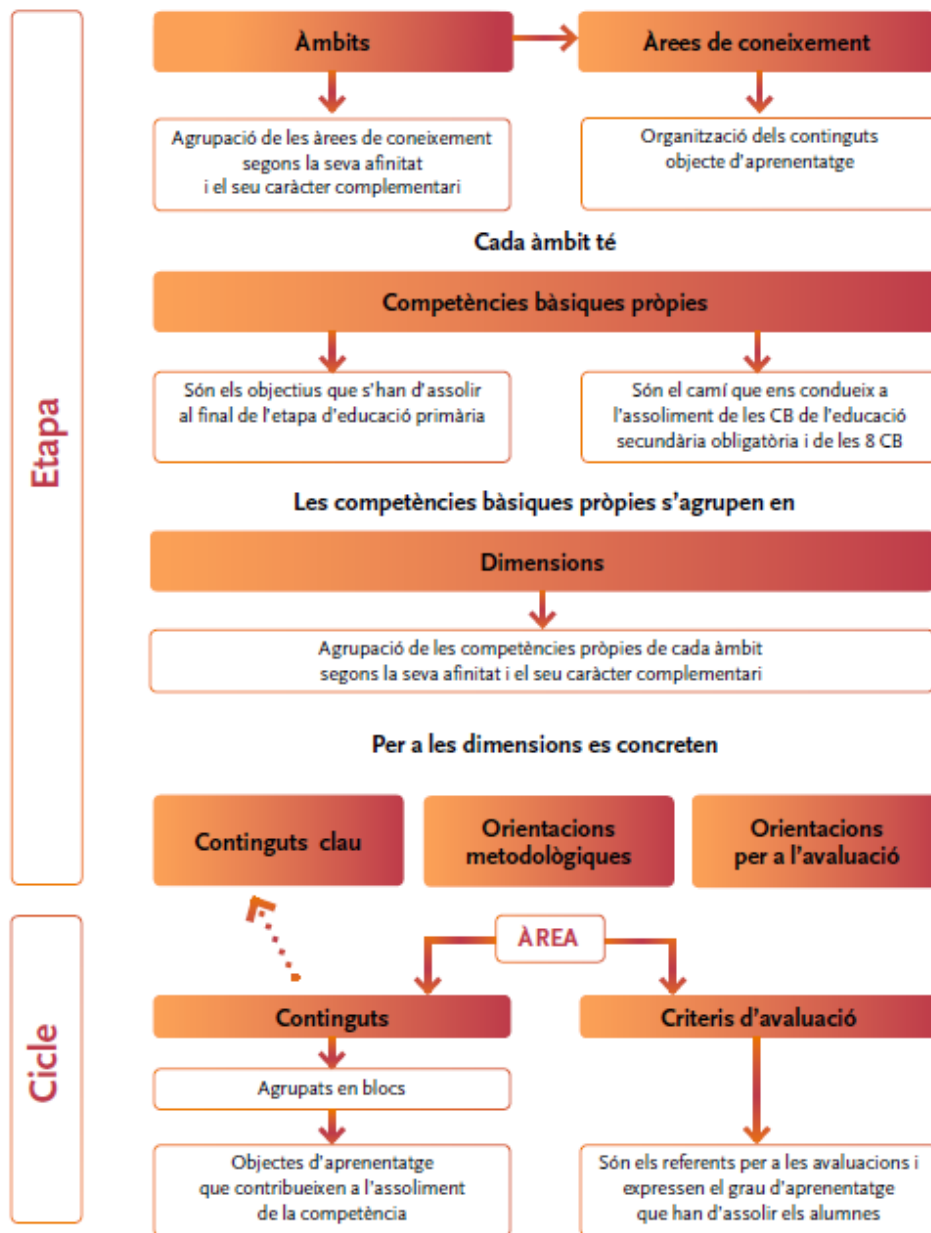 Etapa
Àmbits
Àrees de coneixement
Agrupació de les àrees de coneixement
segons la seva afinitat
i el seu caràcter complementari
Organització dels continguts
objecte d'aprenentatge
Cada àmbit té
Competències bàsiques pròpies
Són els objectius que s'han d'assolir
al final de l'etapa d'educació primària
Són el camí que ens condueix a
l'assoliment de les CB de l'educació
secundària obligatòria i de les 8 CB
Les competències bàsiques pròpies s'agrupen en
Dimensions
Agrupació de les competències pròpies de cada àmbit
segons la seva afinitat i el seu caràcter complementari
Per a les dimensions es concreten
Continguts clau
Orientacions
metodològiques
Orientacions
per a l'avaluació
Cicle
ÀREA
Continguts
Criteris d'avaluació
Agrupats en blocs
Objectes d'aprenentatge
que contribueixen a l'assoliment
de la competència
Són els referents per a les avaluacions i
expressen el grau d'aprenentatge
que han d'assolir els alumnes